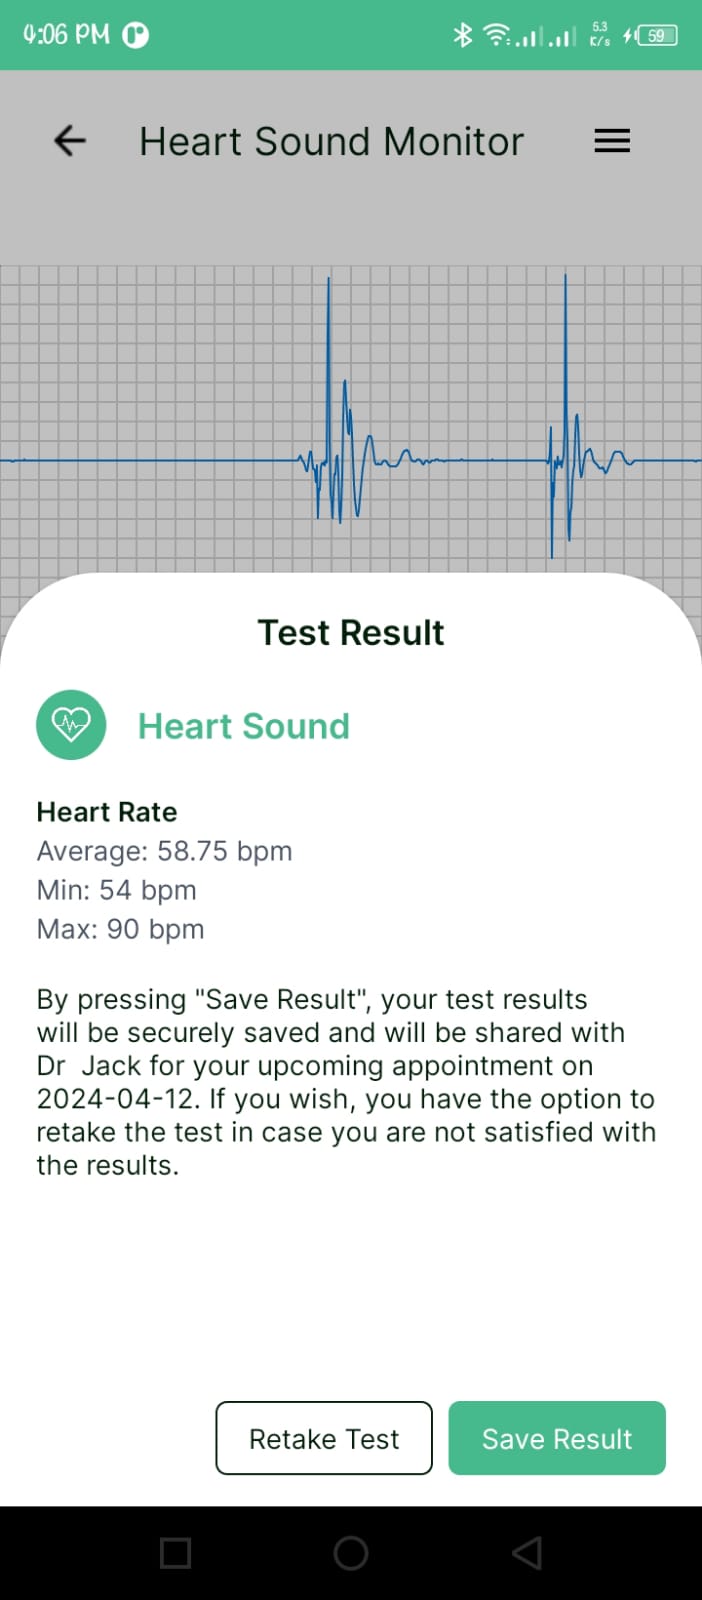 4:06 PM
5.3
K/s
59
Heart Sound Monitor
Test Result
Heart Sound
Heart Rate
Average: 58.75 bpm
Min: 54 bpm
Max: 90 bpm
By pressing "Save Result", your test results
will be securely saved and will be shared with
Dr  Jack for your upcoming appointment on
2024-04-12. If you wish, you have the option to
retake the test in case you are not satisfied with
the results.
Retake Test
Save Result